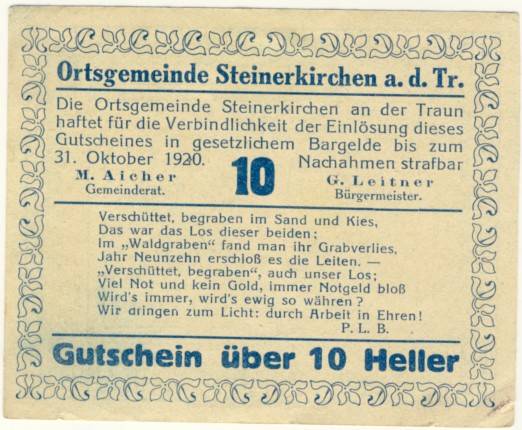 Ortsgemeinde Steinerkirchen a. d. Tr.
Die Ortsgemeinde Steinerkirchen an der Traun
haftet für die Verbindlichkeit der Einlösung dieses
Gutscheines in gesetzlichem Bargelde bis zum
31. Oktober 1920. Nachahmen strafbar
M. Aicher 10 G. Leitner
Gemeinderat. Bürgermeister.
Verschüttet, begraben im Sand und Kies,
Das war das Los dieser beiden;
Im „Waldgraben“ fand man ihr Grabverlies,
Jahr Neunzehn erschloß es die Leiten. —
„Verschüttet, begraben“, auch unser Los;
Viel Not und kein Gold, immer Notgeld bloß
Wird's immer, wird's ewig so währen?
Wir dringen zum Licht: durch Arbeit in Ehren!
P. L. B.
Gutschein über 10 Heller